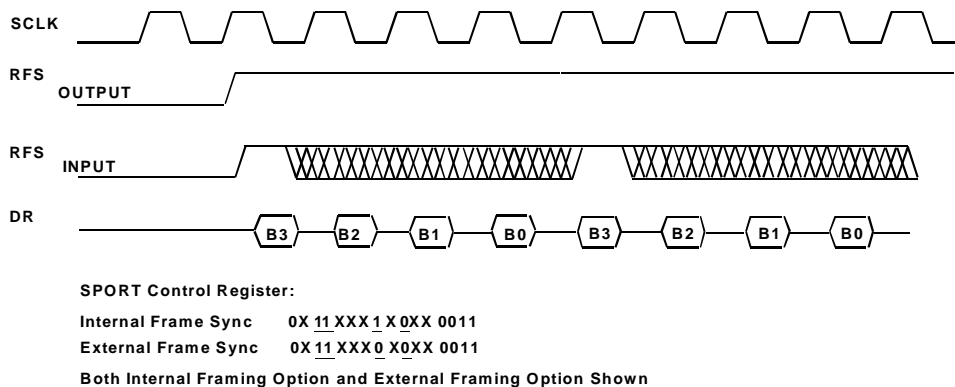 SCLK
RFS
OUTPUT
RFS
INPUT
DR
B3 B2 B1 B0 B3 B2 B1 B0
SPORT Control Register:
Internal Frame Sync 0X 11 XXX 1 X 0XX 0011
External Frame Sync 0X 11 XXX 0 X0XX 0011
Both Internal Framing Option and External Framing Option Shown